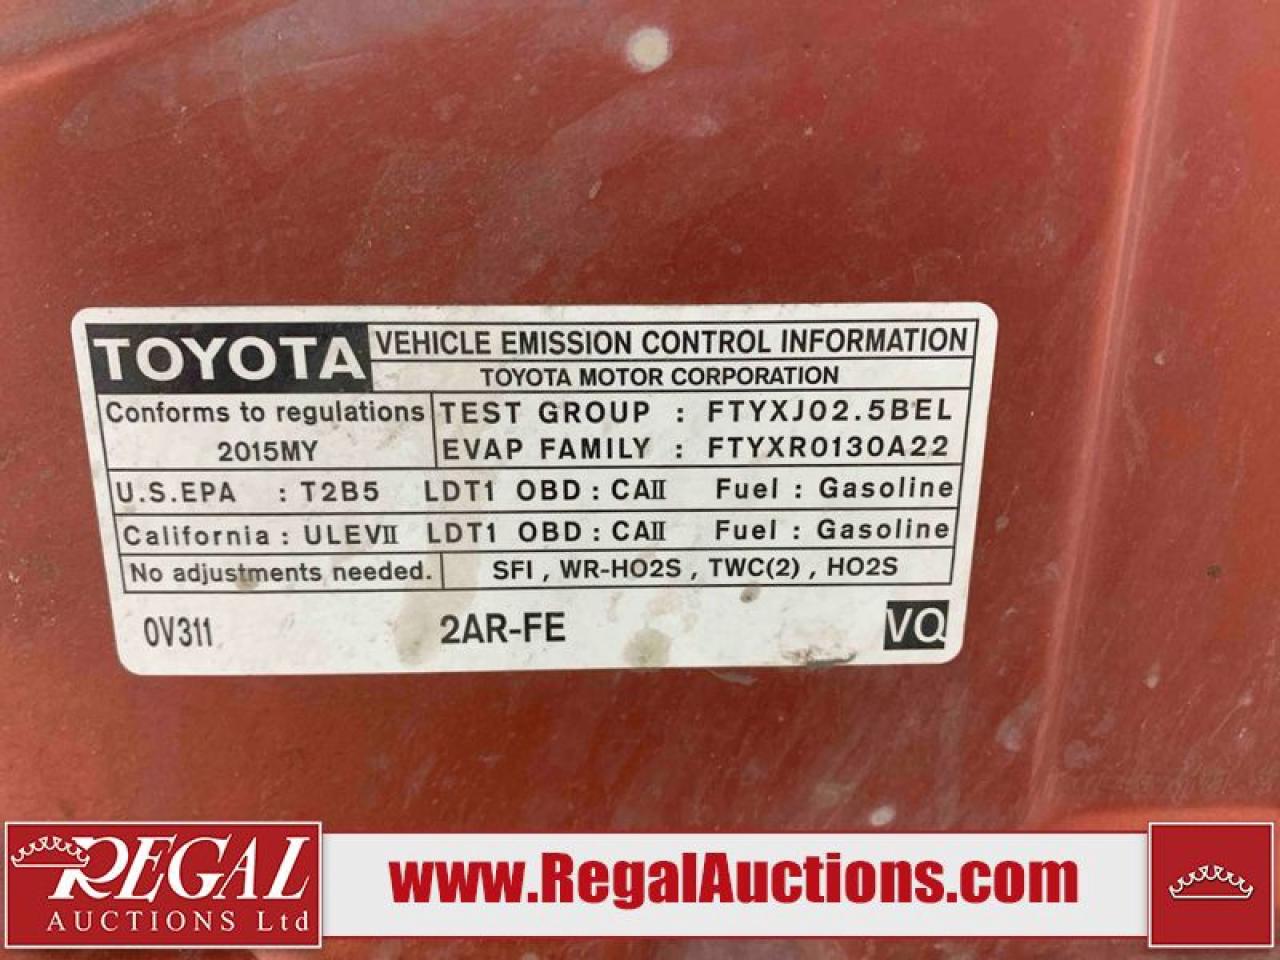 TOYOTA
VEHICLE EMISSION CONTROL INFORMATION
TOYOTA MOTOR CORPORATION
Conforms to regulations
2015MY
TEST GROUP : FTYXJ02.5BEL
EVAP FAMILY : FTYXR0130A22
U.S.EPA : T2B5 LDT1 OBD : CAII Fuel : Gasoline
California : ULEVII LDT1 OBD : CAII Fuel : Gasoline
No adjustments needed. SFI , WR-HO2S , TWC(2) , HO2S
0V311 2AR-FE VQ
REGAL
AUCTIONS Ltd
www.RegalAuctions.com